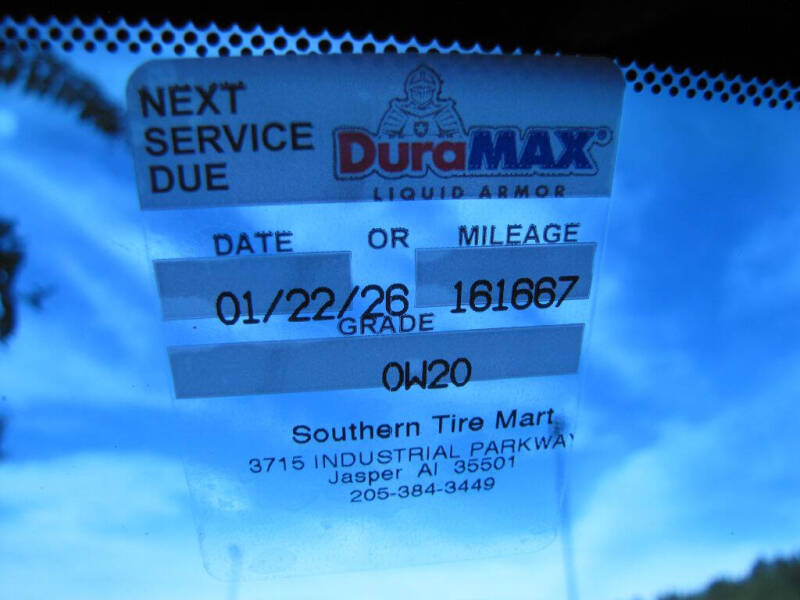 NEXT
SERVICE
DUE
DuraMAX®
LIQUID ARMOR
DATE OR MILEAGE
01/22/26 161667
GRADE
0W20
Southern Tire Mart
3715 INDUSTRIAL PARKWAY
Jasper Al 35501
205-384-3449